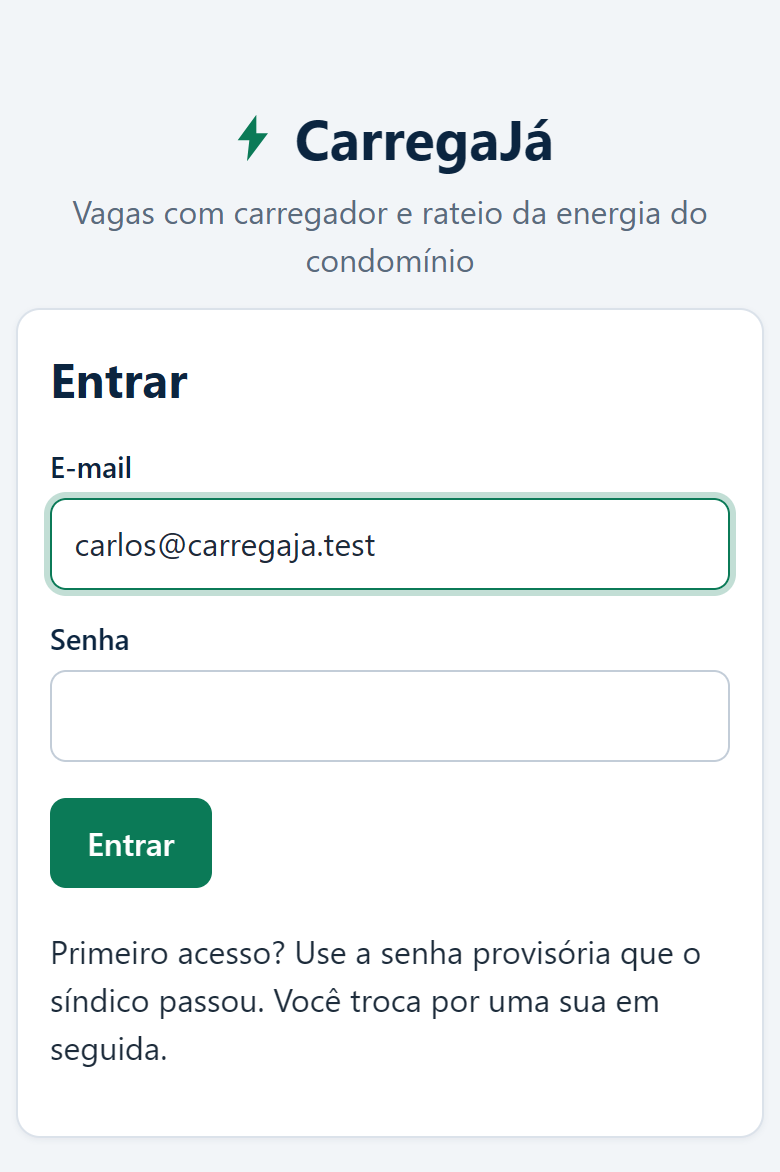 CarregaJá
Vagas com carregador e rateio da energia do
condomínio
Entrar
E-mail
carlos@carregaja.test
Senha
Entrar
Primeiro acesso? Use a senha provisória que o
síndico passou. Você troca por uma sua em
seguida.